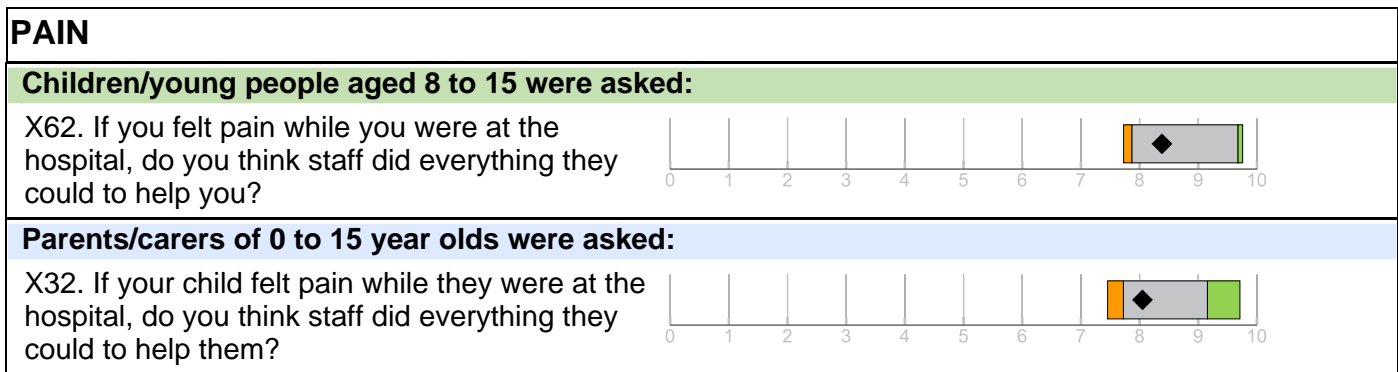 PAIN
Children/young people aged 8 to 15 were asked:
X62. If you felt pain while you were at the
hospital, do you think staff did everything they
could to help you?
0 1 2 3 4 5 6 7 8 9 10
Parents/carers of 0 to 15 year olds were asked:
X32. If your child felt pain while they were at the
hospital, do you think staff did everything they
could to help them?
0 1 2 3 4 5 6 7 8 9 10